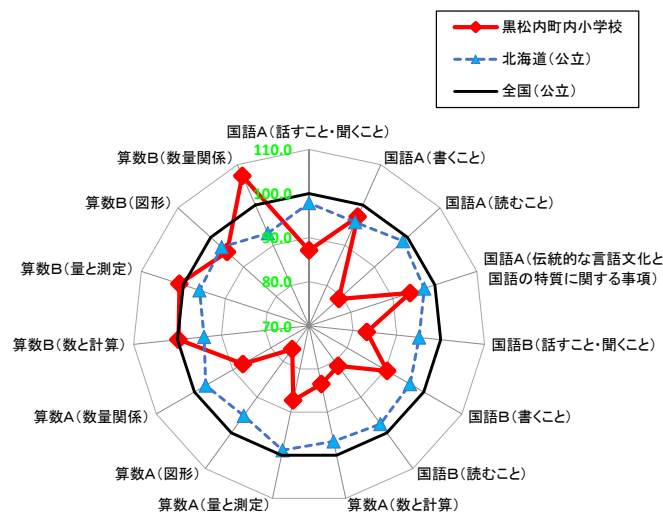 黒松内町内小学校
北海道（公立）
全国（公立）
国語A（話すこと・聞くこと）
110.0
100.0
90.0
80.0
70.0
国語A（書くこと）
国語A（読むこと）
国語A（伝統的な言語文化と
国語の特質に関する事項）
国語B（話すこと・聞くこと）
国語B（書くこと）
国語B（読むこと）
算数A（数と計算）
算数A（量と測定）
算数A（図形）
算数A（数量関係）
算数B（数と計算）
算数B（量と測定）
算数B（図形）
算数B（数量関係）